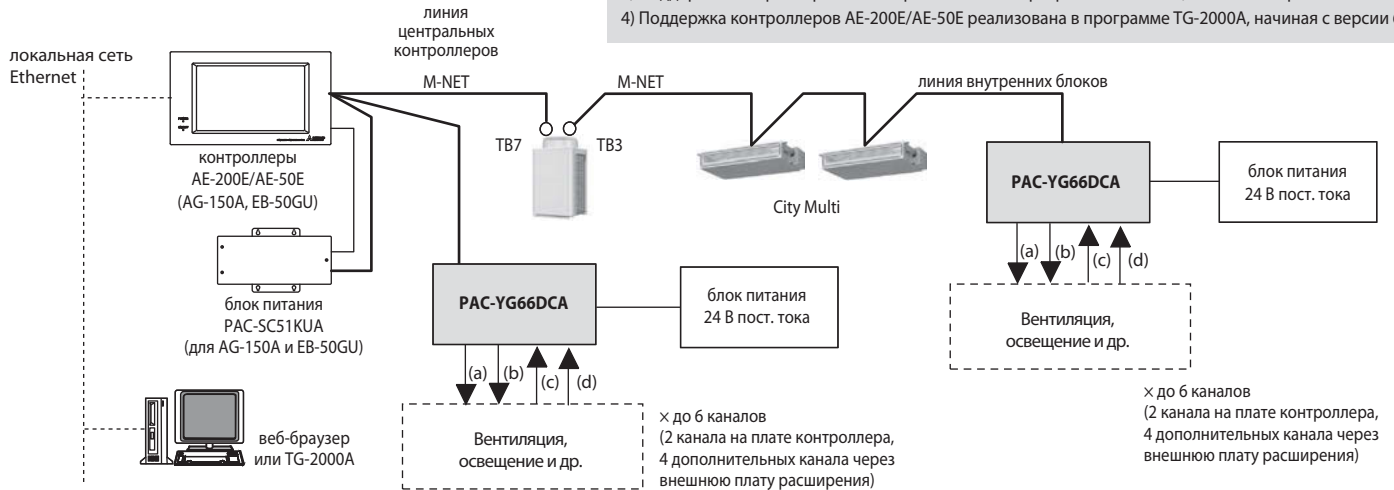 4) Поддержка контроллеров AE-200E/AE-50E реализована в программе TG-2000A, начиная с версии
линия
центральных
контроллеров
локальная сеть
Ethernet
M-NET
M-NET
линия внутренних блоков
TB7
TB3
контроллеры
AE-200E/AE-50E
(AG-150A, EB-50GU)
City Multi
PAC-YG66DCA
блок питания
24 В пост. тока
(a)
(b)
(c)
(d)
Вентиляция,
освещение и др.
× до 6 каналов
(2 канала на плате контроллера,
4 дополнительных канала через
внешнюю плату расширения)
блок питания
PAC-SC51KUA
(для AG-150A и EB-50GU)
PAC-YG66DCA
блок питания
24 В пост. тока
(a)
(b)
(c)
(d)
Вентиляция,
освещение и др.
× до 6 каналов
(2 канала на плате контроллера,
4 дополнительных канала через
внешнюю плату расширения)
веб-браузер
или TG-2000A